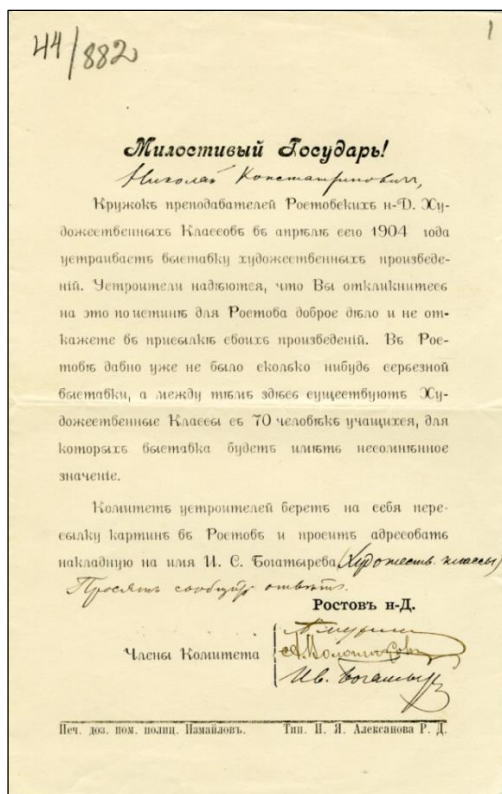 44/882
1
Милостивый Государь!
Николай Константинович,
Кружокъ преподавателей Ростовскихъ н-Д. Ху-
дожественныхъ Классовъ въ апрѣлѣ сего 1904 года
устраиваетъ выставку художественныхъ произведе-
ній. Устроители надѣются, что Вы откликнитесь
на это поистинѣ для Ростова доброе дѣло и не от-
кажете въ присылкѣ своихъ произведеній. Въ Рос-
товѣ давно уже не было сколько нибудь серьезной
выставки, а между тѣмъ здѣсь существуютъ Ху-
дожественные Классы съ 70 человѣкъ учащихся, для
которыхъ выставка будетъ имѣть несомнѣнное
значеніе.
Комитетъ устроителей беретъ на себя пере-
сылку картинъ въ Ростовъ и проситъ адресовать
накладную на имя И. С. Богатырева (Художеств. классы)
Просятъ сообщить отвѣтъ.
Ростов н-Д.
Члены Комитета
Ив. Богатырев
Печ. доз. пом. полиц. Измайловъ. Тип. И. Я. Алексанова Р. Д.